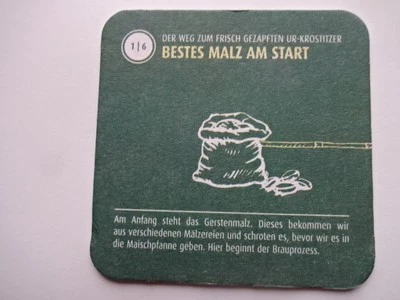 1|6
DER WEG ZUM FRISCH GEZAPFTEN UR-KROSTITZER
BESTES MALZ AM START
Am Anfang steht das Gerstenmalz. Dieses bekommen wir
aus verschiedenen Mälzereien und schroten es, bevor wir es in
die Maischpfanne geben. Hier beginnt der Brauprozess.